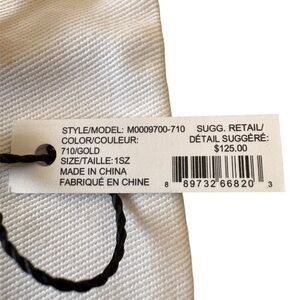 STYLE/MODEL: M0009700-710
COLOR/COULEUR:
710/GOLD
SIZE/TAILLE: 1SZ
MADE IN CHINA
FABRIQUÉ EN CHINE
SUGG. RETAIL/
DÉTAIL SUGGÉRÉ:
$125.00
8 89732 66820 3